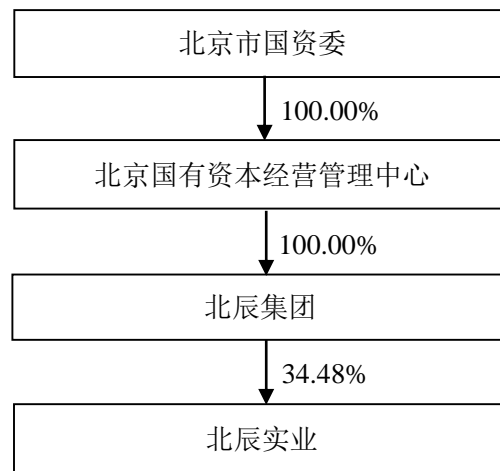 北京市国资委
100.00%
北京国有资本经营管理中心
100.00%
北辰集团
34.48%
北辰实业